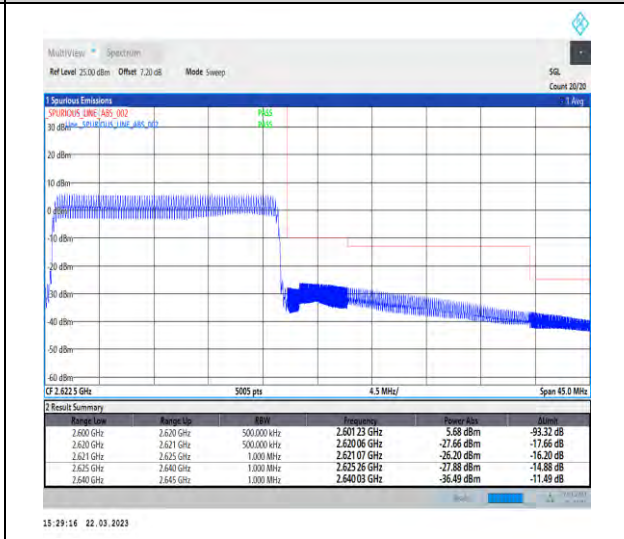 MultiView Spectrum
Ref Level 25.00 dBm Offset 7.20 dB Mode Sweep SGL
Count 20/20
1 Spurious Emissions 1 Avg
_SPURIOUS_LINE_ABS_002 PASS
30 dBm Line _SPURIOUS_LINE_ABS_002 PASS
20 dBm
10 dBm
0 dBm
-10 dBm
-20 dBm
-30 dBm
-40 dBm
-50 dBm
-60 dBm
CF 2.622 5 GHz 5005 pts 4.5 MHz/ Span 45.0 MHz
2 Result Summary
Range Low Range Up RBW Frequency Power Abs ΔLimit
2.600 GHz 2.620 GHz 500.000 kHz 2.601 23 GHz 5.68 dBm -93.32 dB
2.620 GHz 2.621 GHz 500.000 kHz 2.620 06 GHz -27.66 dBm -17.66 dB
2.621 GHz 2.625 GHz 1.000 MHz 2.621 07 GHz -26.20 dBm -16.20 dB
2.625 GHz 2.640 GHz 1.000 MHz 2.625 26 GHz -27.88 dBm -14.88 dB
2.640 GHz 2.645 GHz 1.000 MHz 2.640 03 GHz -36.49 dBm -11.49 dB
15:29:16 22.03.2023